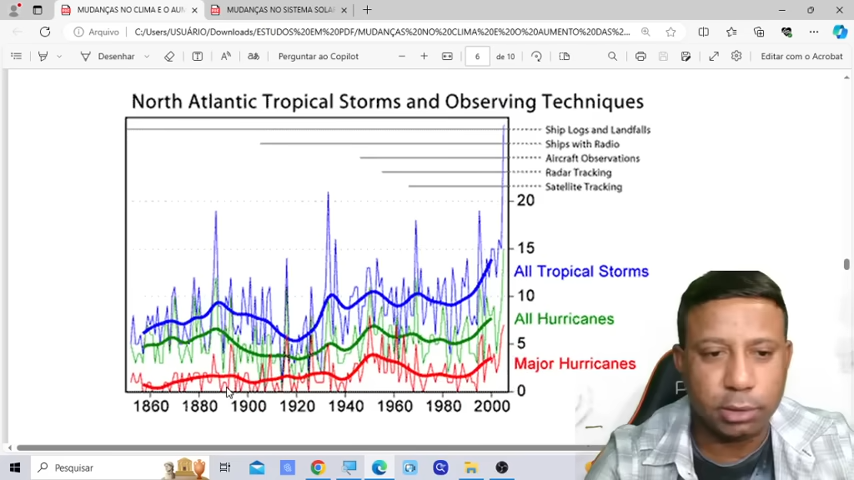 MUDANÇAS NO CLIMA E O AUM
MUDANÇAS NO SISTEMA SOLA
Arquivo
C:/Users/USUÁRIO/Downloads/ESTUDOS%20EM%20PDF/MUDANÇAS%20NO%20CLIMA%20E%20O%20AUMENTO%20DAS%20...
Desenhar
Perguntar ao Copilot
6 de 10
Editar com o Acrobat
North Atlantic Tropical Storms and Observing Techniques
Ship Logs and Landfalls
Ships with Radio
Aircraft Observations
Radar Tracking
Satellite Tracking
20
15
All Tropical Storms
10
All Hurricanes
5
Major Hurricanes
0
1860 1880 1900 1920 1940 1960 1980 2000
Pesquisar